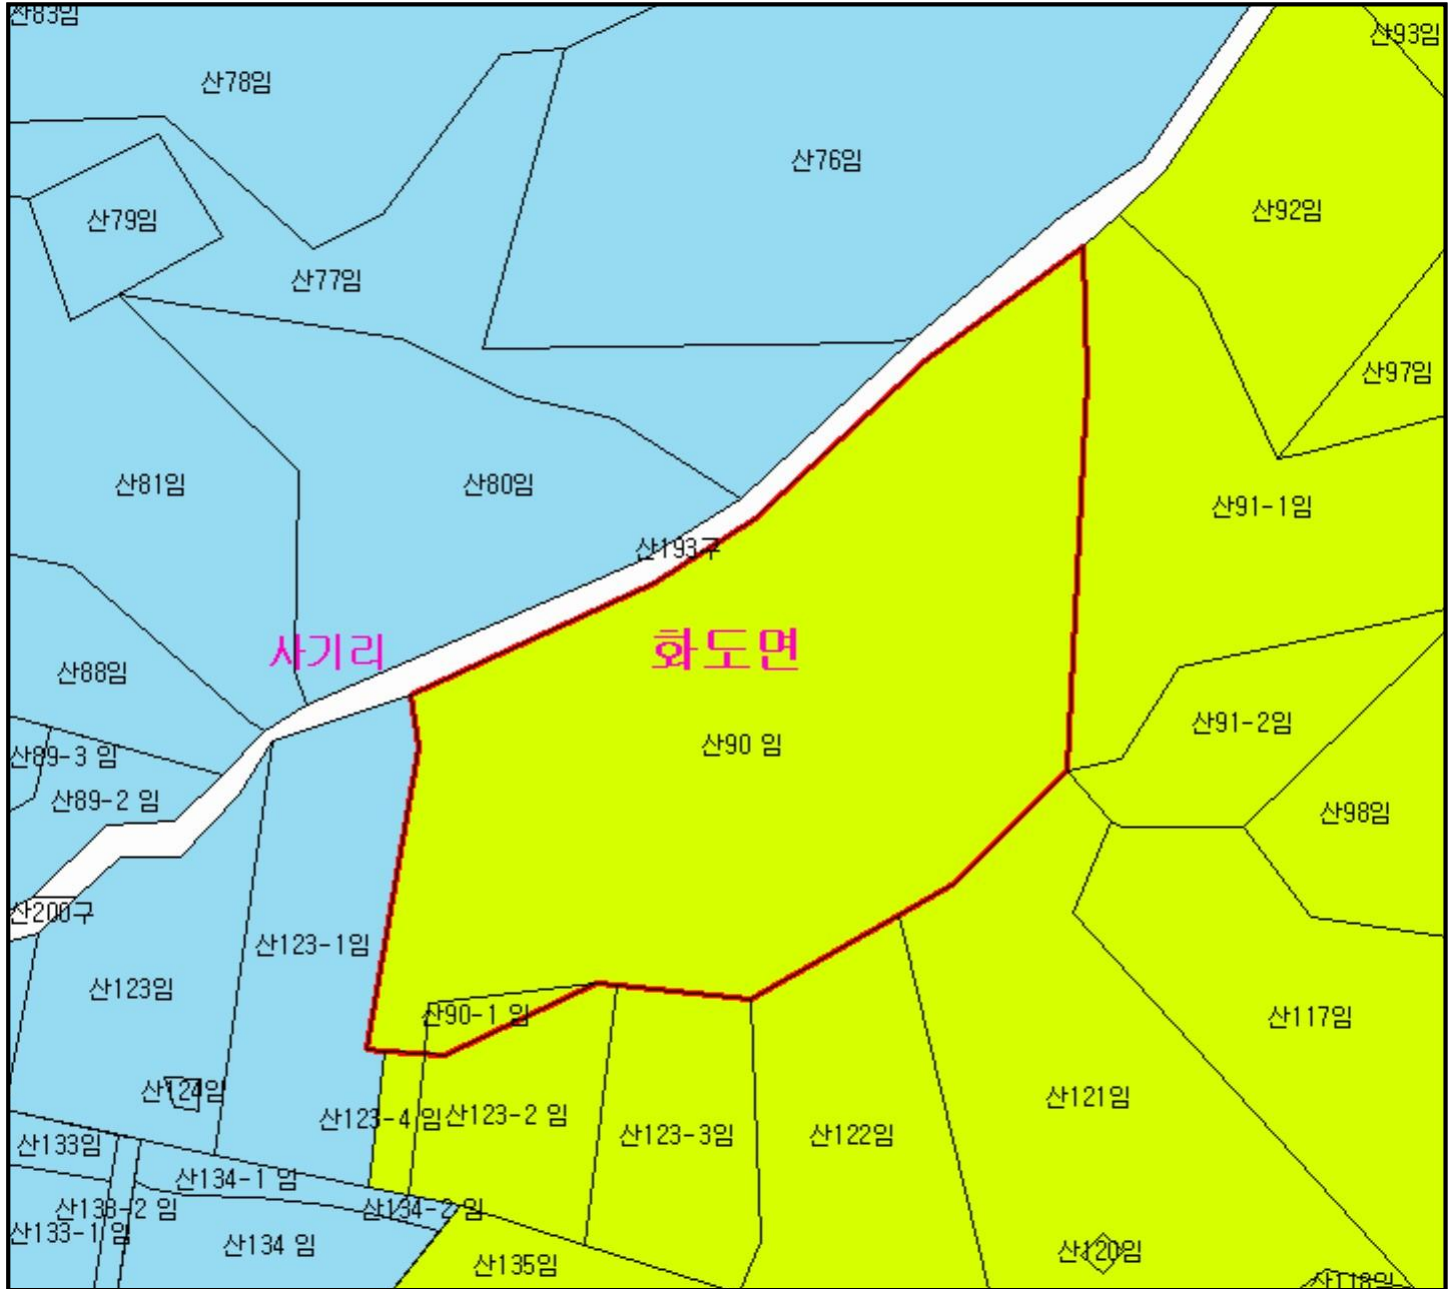 산83임
산93임
산78임
산76임
산79임
산92임
산77임
산97임
산81임
산80임
산91-1임
산193구
사기리
화도면
산88임
산91-2임
산90 임
산89-3 임
산89-2 임
산98임
산200구
산123-1임
산123임
산90-1 임
산117임
산124임
산121임
산123-4 임
산123-2 임
산123-3임
산122임
산133임
산134-1 임
산133-2 임
산134-2 임
산133-1 임
산134 임
산120임
산135임
산118임